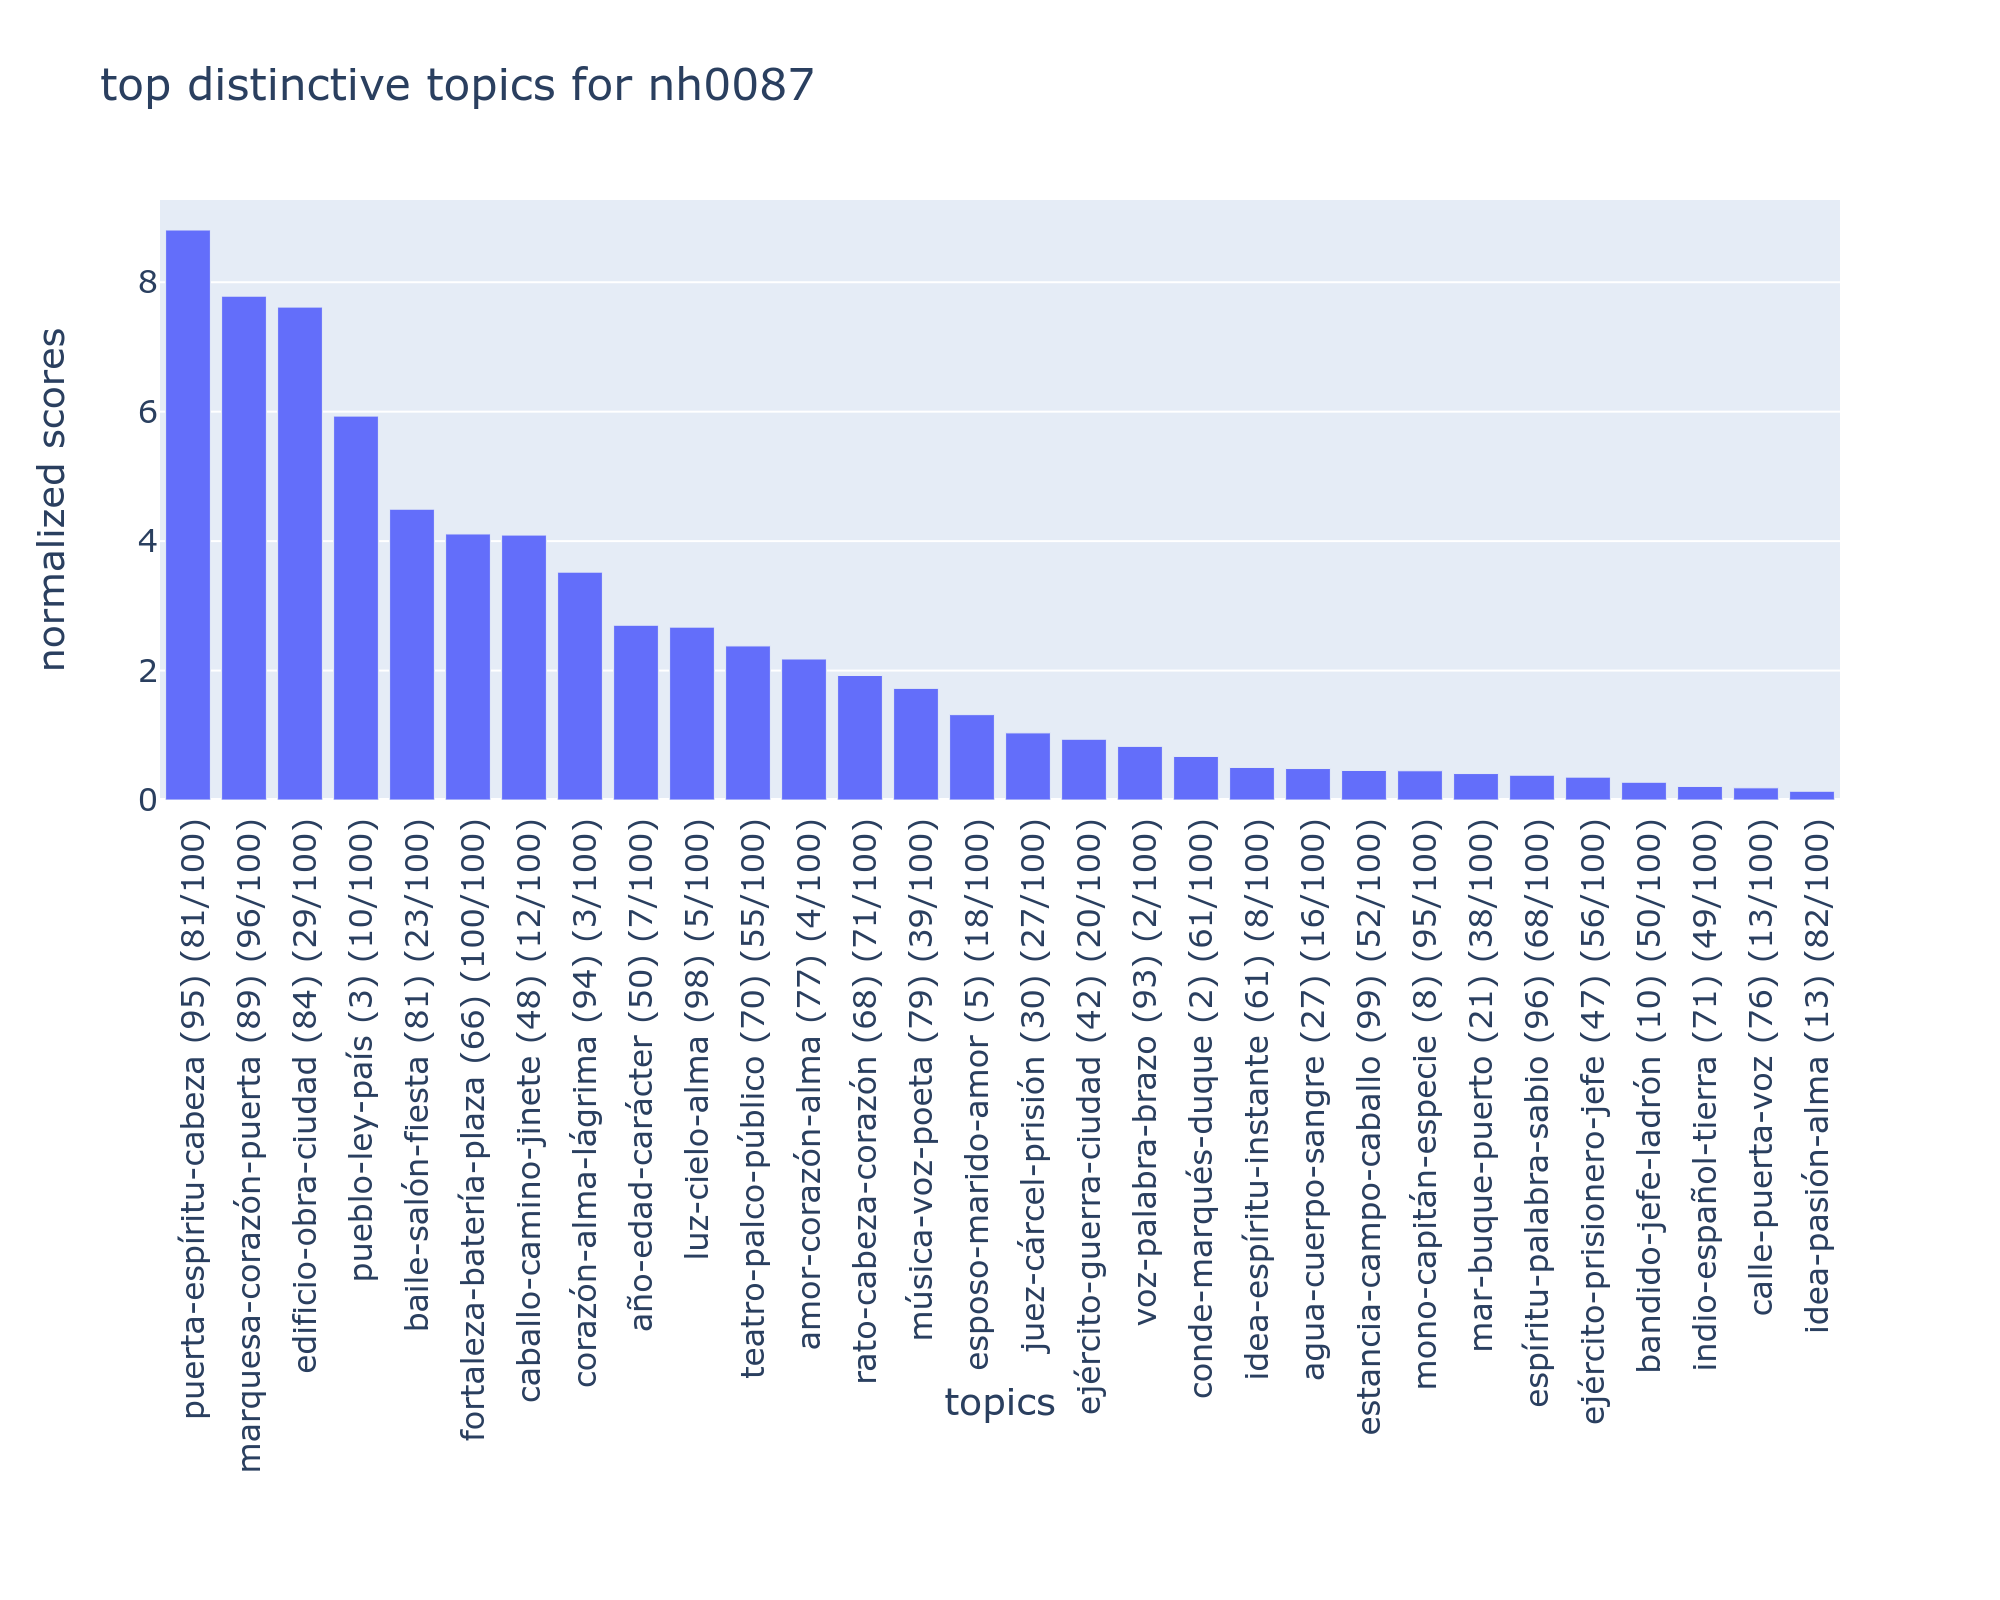 top distinctive topics for nh0087
normalized scores
8
6
4
2
0
puerta-espíritu-cabeza (95) (81/100)
marquesa-corazón-puerta (89) (96/100)
edificio-obra-ciudad (84) (29/100)
pueblo-ley-país (3) (10/100)
baile-salón-fiesta (81) (23/100)
fortaleza-batería-plaza (66) (100/100)
caballo-camino-jinete (48) (12/100)
corazón-alma-lágrima (94) (3/100)
año-edad-carácter (50) (7/100)
luz-cielo-alma (98) (5/100)
teatro-palco-público (70) (55/100)
amor-corazón-alma (77) (4/100)
rato-cabeza-corazón (68) (71/100)
música-voz-poeta (79) (39/100)
esposo-marido-amor (5) (18/100)
juez-cárcel-prisión (30) (27/100)
ejército-guerra-ciudad (42) (20/100)
voz-palabra-brazo (93) (2/100)
conde-marqués-duque (2) (61/100)
idea-espíritu-instante (61) (8/100)
agua-cuerpo-sangre (27) (16/100)
estancia-campo-caballo (99) (52/100)
mono-capitán-especie (8) (95/100)
mar-buque-puerto (21) (38/100)
espíritu-palabra-sabio (96) (68/100)
ejército-prisionero-jefe (47) (56/100)
bandido-jefe-ladrón (10) (50/100)
indio-español-tierra (71) (49/100)
calle-puerta-voz (76) (13/100)
idea-pasión-alma (13) (82/100)
topics